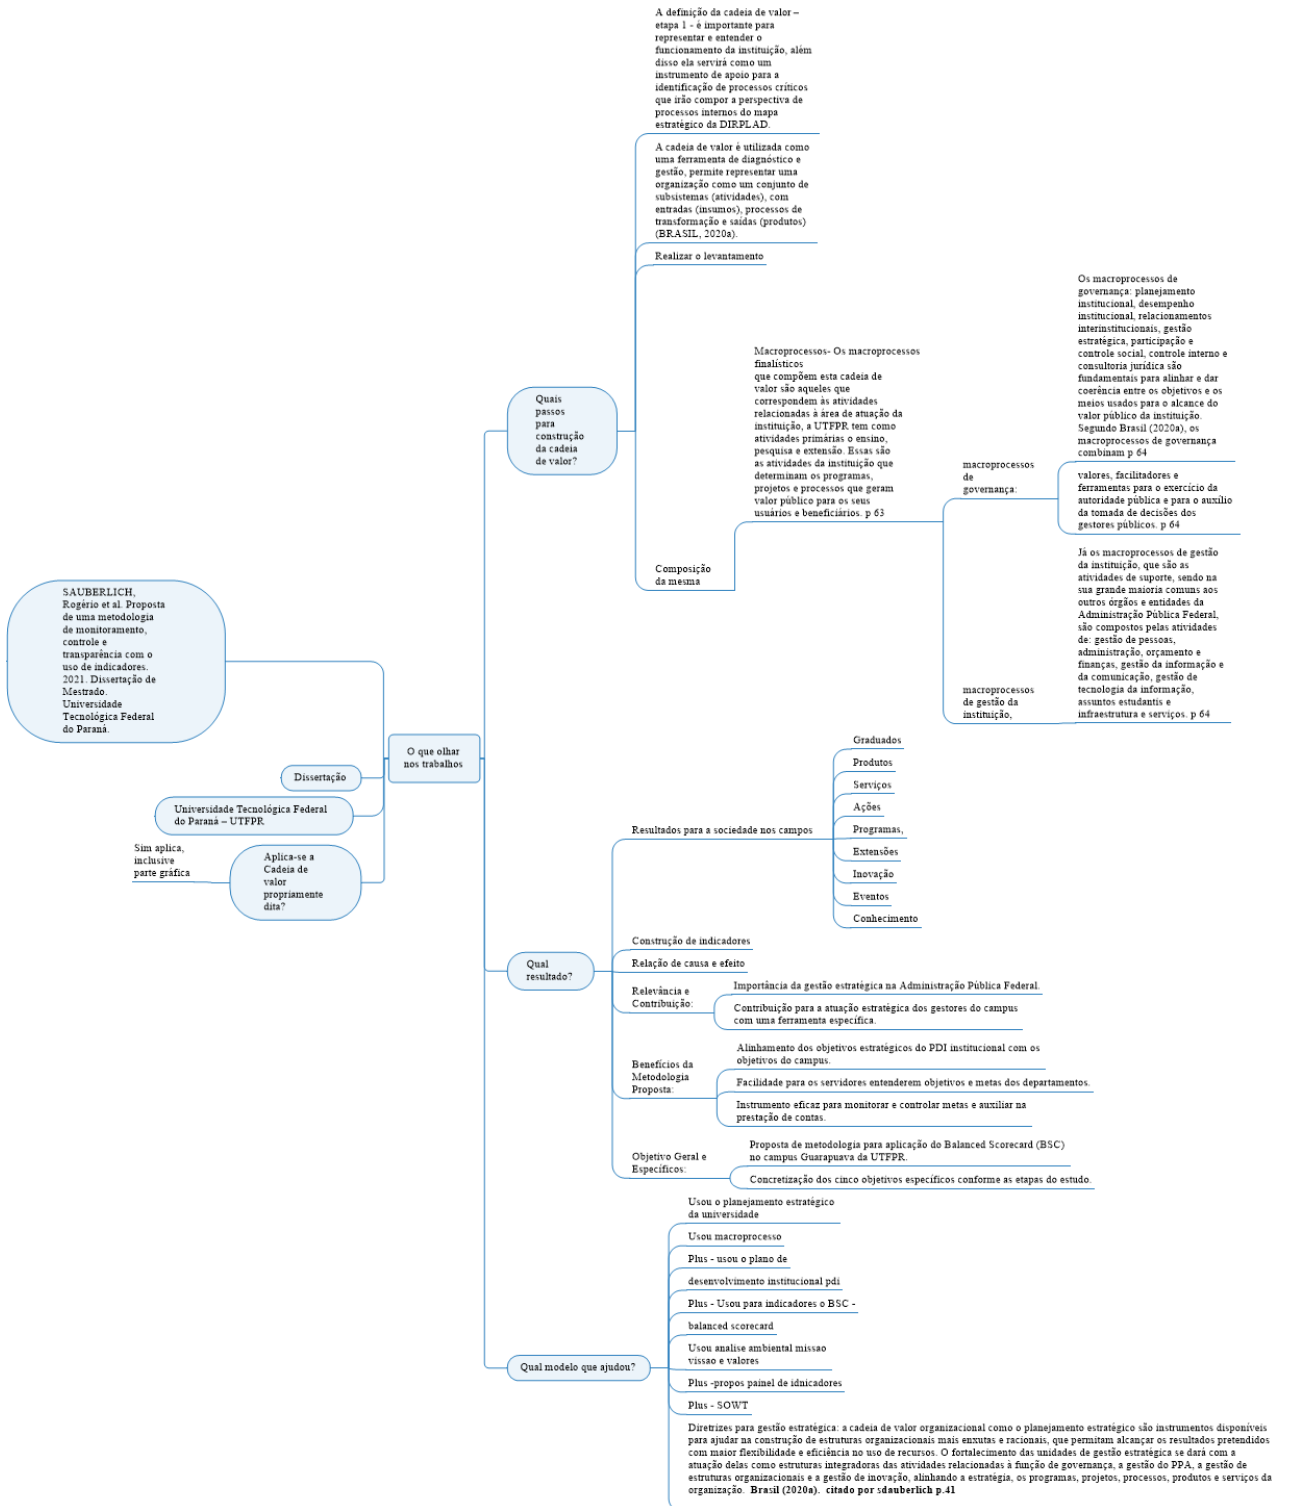 A definição da cadeia de valor –
etapa 1 - é importante para
representar e entender o
funcionamento da instituição, além
disso ela servirá como um
instrumento de apoio para a
identificação de processos críticos
que irão compor a perspectiva de
processos internos do mapa
estratégico da DIRPLAD.
A cadeia de valor é utilizada como
uma ferramenta de diagnóstico e
gestão, permite representar uma
organização como um conjunto de
subsistemas (atividades), com
entradas (insumos), processos de
transformação e saídas (produtos)
(BRASIL, 2020a).
Realizar o levantamento
Quais
passos
para
construção
da cadeia
de valor?
Composição
da mesma
Macroprocessos- Os macroprocessos
finalísticos
que compõem esta cadeia de
valor são aqueles que
correspondem às atividades
relacionadas à área de atuação da
instituição, a UTFPR tem como
atividades primárias o ensino,
pesquisa e extensão. Essas são
as atividades da instituição que
determinam os programas,
projetos e processos que geram
valor público para os seus
usuários e beneficiários. p 63
macroprocessos
de
governança:
Os macroprocessos de
governança: planejamento
institucional, desempenho
institucional, relacionamentos
interinstitucionais, gestão
estratégica, participação e
controle social, controle interno e
consultoria jurídica são
fundamentais para alinhar e dar
coerência entre os objetivos e os
meios usados para o alcance do
valor público da instituição.
Segundo Brasil (2020a), os
macroprocessos de governança
combinam p 64
valores, facilitadores e
ferramentas para o exercício da
autoridade pública e para o auxílio
da tomada de decisões dos
gestores públicos. p 64
macroprocessos
de gestão da
instituição,
Já os macroprocessos de gestão
da instituição, que são as
atividades de suporte, sendo na
sua grande maioria comuns aos
outros órgãos e entidades da
Administração Pública Federal,
são compostos pelas atividades
de: gestão de pessoas,
administração, orçamento e
finanças, gestão da informação e
da comunicação, gestão de
tecnologia da informação,
assuntos estudantis e
infraestrutura e serviços. p 64
SAUBERLICH,
Rogério et al. Proposta
de uma metodologia
de monitoramento,
controle e
transparência com o
uso de indicadores.
2021. Dissertação de
Mestrado.
Universidade
Tecnológica Federal
do Paraná.
O que olhar
nos trabalhos
Dissertação
Universidade Tecnológica Federal
do Paraná – UTFPR
Sim aplica,
inclusive
parte gráfica
Aplica-se a
Cadeia de
valor
propriamente
dita?
Qual
resultado?
Resultados para a sociedade nos campos
Graduados
Produtos
Serviços
Ações
Programas,
Extensões
Inovação
Eventos
Conhecimento
Construção de indicadores
Relação de causa e efeito
Relevância e
Contribuição:
Importância da gestão estratégica na Administração Pública Federal.
Contribuição para a atuação estratégica dos gestores do campus
com uma ferramenta específica.
Benefícios da
Metodologia
Proposta:
Alinhamento dos objetivos estratégicos do PDI institucional com os
objetivos do campus.
Facilidade para os servidores entenderem objetivos e metas dos departamentos.
Instrumento eficaz para monitorar e controlar metas e auxiliar na
prestação de contas.
Objetivo Geral e
Específicos:
Proposta de metodologia para aplicação do Balanced Scorecard (BSC)
no campus Guarapuava da UTFPR.
Concretização dos cinco objetivos específicos conforme as etapas do estudo.
Qual modelo que ajudou?
Usou o planejamento estratégico
da universidade
Usou macroprocesso
Plus - usou o plano de
desenvolvimento institucional pdi
Plus - Usou para indicadores o BSC -
balanced scorecard
Usou analise ambiental missao
vissao e valores
Plus -propos painel de idnicadores
Plus - SOWT
Diretrizes para gestão estratégica: a cadeia de valor organizacional como o planejamento estratégico são instrumentos disponíveis
para ajudar na construção de estruturas organizacionais mais enxutas e racionais, que permitam alcançar os resultados pretendidos
com maior flexibilidade e eficiência no uso de recursos. O fortalecimento das unidades de gestão estratégica se dará com a
atuação delas como estruturas integradoras das atividades relacionadas à função de governança, a gestão do PPA, a gestão de
estruturas organizacionais e a gestão de inovação, alinhando a estratégia, os programas, projetos, processos, produtos e serviços da
organização. Brasil (2020a). citado por sdauberlich p.41